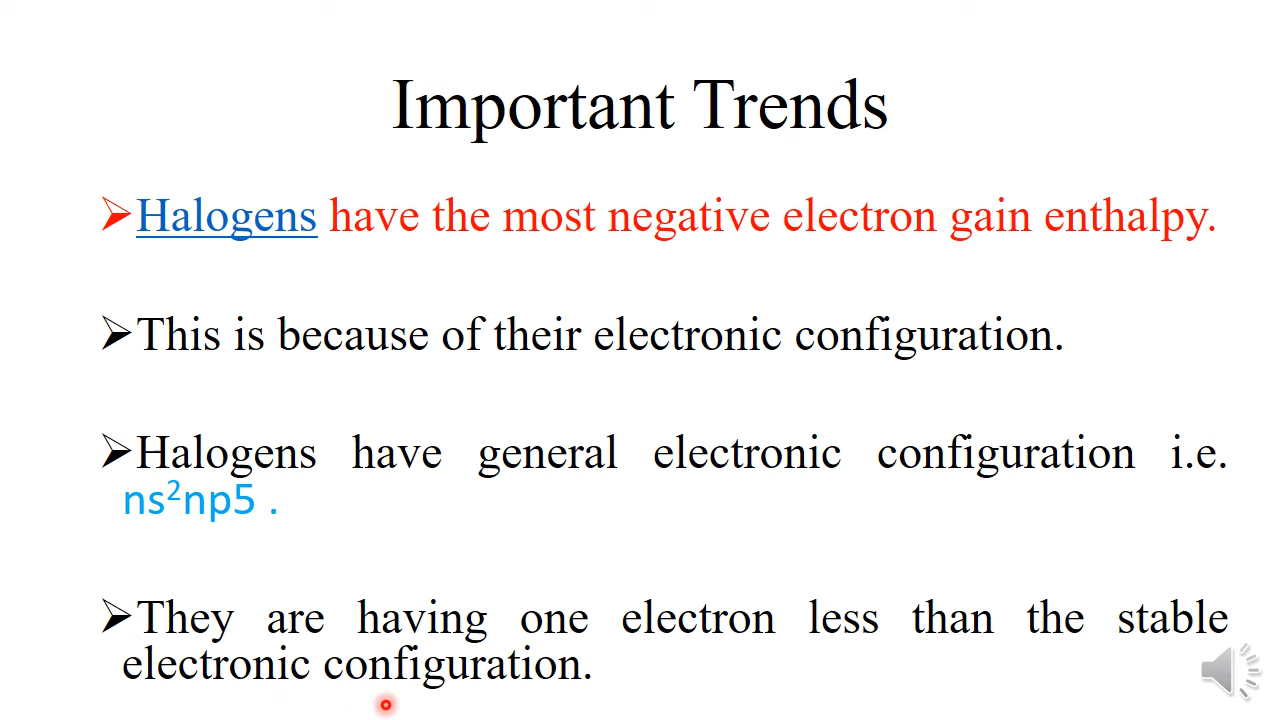 Important Trends
➢Halogens have the most negative electron gain enthalpy.
➢This is because of their electronic configuration.
➢Halogens have general electronic configuration i.e.
ns²np5 .
➢They are having one electron less than the stable
electronic configuration.